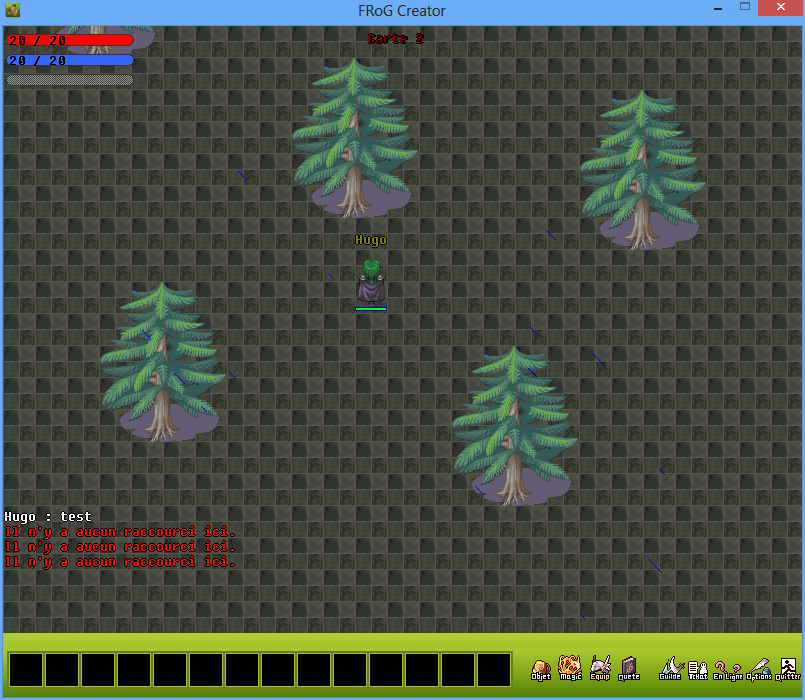 FRoG Creator
20 / 20
Carte 2
20 / 20
Hugo
Hugo : test
Il n'y a aucun raccourci ici.
Il n'y a aucun raccourci ici.
Il n'y a aucun raccourci ici.
Objet Magic Equip Quete Guilde Tchat En Ligne Options Quitter